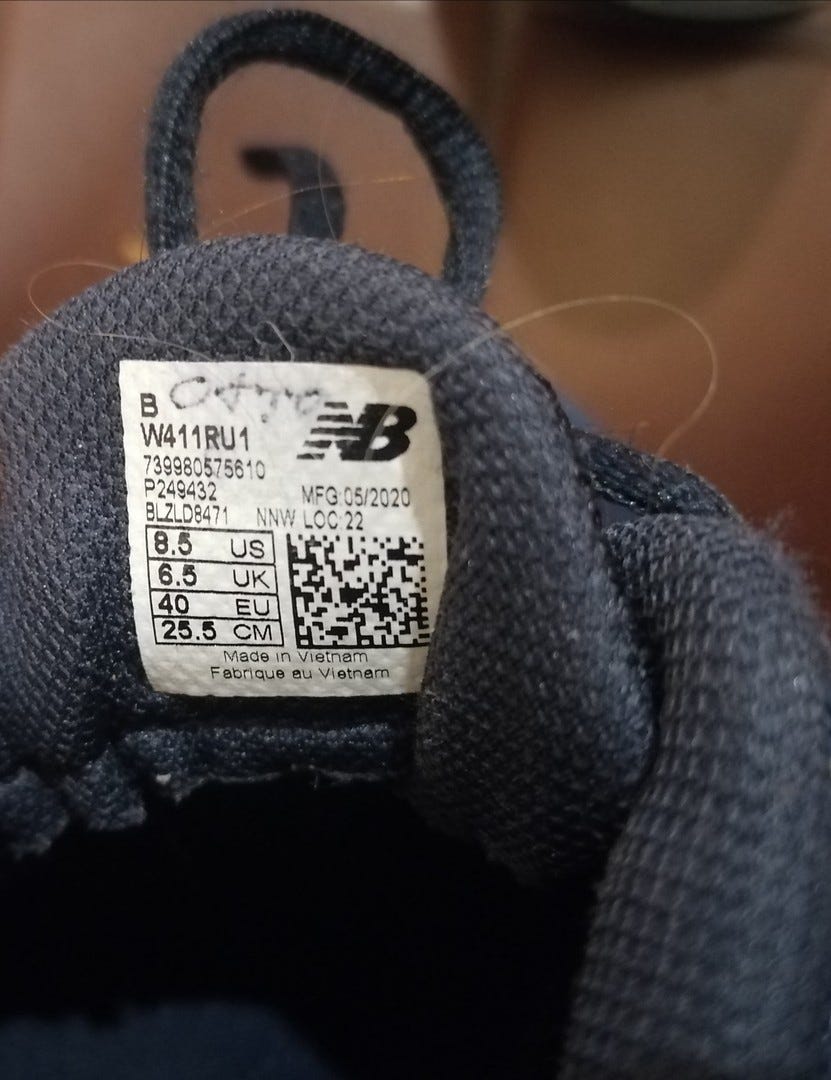 B
NB
W411RU1
739980575610
P249432 MFG:05/2020
BLZLD8471 NNW LOC:22
8.5 US
6.5 UK
40 EU
25.5 CM
Made in Vietnam
Fabrique au Vietnam